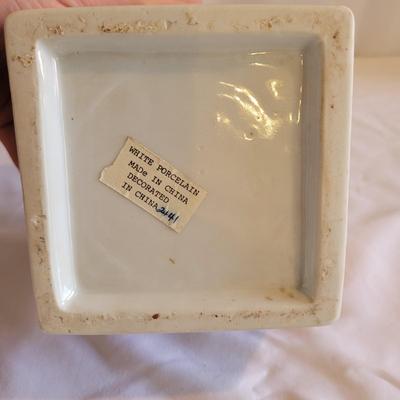 WHITE PORCELAIN
MADe IN CHINA
DECORATED
IN CHINA